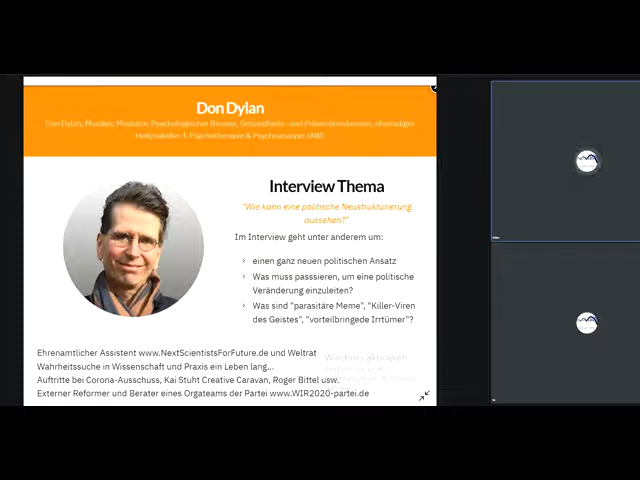 Don Dylan
Don Dylan, Musiker, Mediator, Psychologischer Berater, Gesundheits- und Präventionsberater, ehemaliger
Heilpraktiker f. Psychotherapie & Psychoanalyse (AW)
Interview Thema
"Wie kann eine politische Neustrukturierung
aussehen?"
Im Interview geht unter anderem um:
› einen ganz neuen politischen Ansatz
› Was muss passsieren, um eine politische
Veränderung einzuleiten?
› Was sind "parasitäre Meme", "Killer-Viren
des Geistes", "vorteilbringede Irrtümer"?
Ehrenamtlicher Assistent www.NextScientistsForFuture.de und Weltrat
Wahrheitssuche in Wissenschaft und Praxis ein Leben lang...
Auftritte bei Corona-Ausschuss, Kai Stuht Creative Caravan, Roger Bittel usw.
Externer Reformer und Berater eines Orgateams der Partei www.WIR2020-partei.de
Windows aktivieren